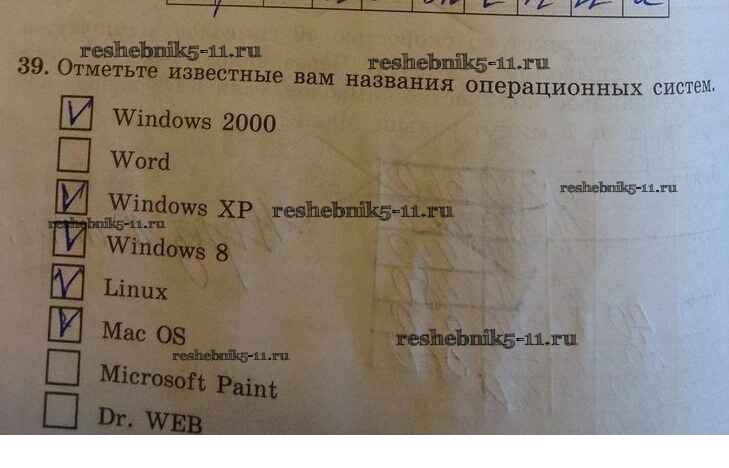 reshebnik5-11.ru
reshebnik5-11.ru
39. Отметьте известные вам названия операционных систем.
Windows 2000
Word
reshebnik5-11.ru
Windows XP
reshebnik5-11.ru
reshebnik5-11.ru
Windows 8
Linux
Mac OS
reshebnik5-11.ru
reshebnik5-11.ru
Microsoft Paint
Dr. WEB